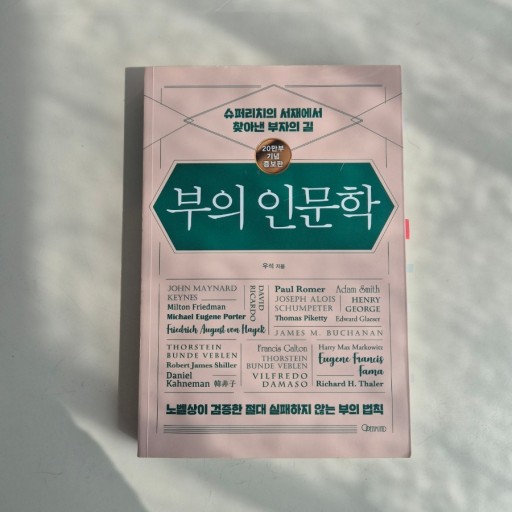 슈퍼리치의 서재에서
찾아낸 부자의 길
20만부
기념
증보판
부의 인문학
우석 지음
JOHN MAYNARD
KEYNES
Milton Friedman
Michael Eugene Porter
Friedrich August von Hayek
DAVID
RICARDO
Paul Romer
JOSEPH ALOIS
SCHUMPETER
Thomas Piketty
Adam Smith
HENRY
GEORGE
Edward Glaeser
JAMES M. BUCHANAN
THORSTEIN
BUNDE VEBLEN
Robert James Shiller
Daniel
Kahneman 韓非子
Francis Galton
THORSTEIN
BUNDE VEBLEN
VILFREDO
DAMASO
Harry Max Markowitz
Eugene Francis
Fama
Richard H. Thaler
노벨상이 검증한 절대 실패하지 않는 부의 법칙
OPENMIND